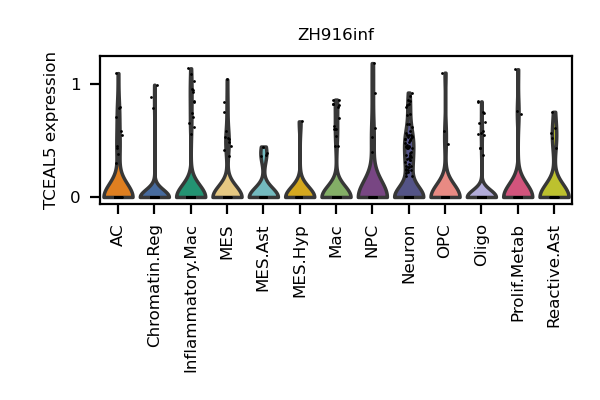 ZH916inf
TCEAL5 expression
1
0
AC
Chromatin.Reg
Inflammatory.Mac
MES
MES.Ast
MES.Hyp
Mac
NPC
Neuron
OPC
Oligo
Prolif.Metab
Reactive.Ast